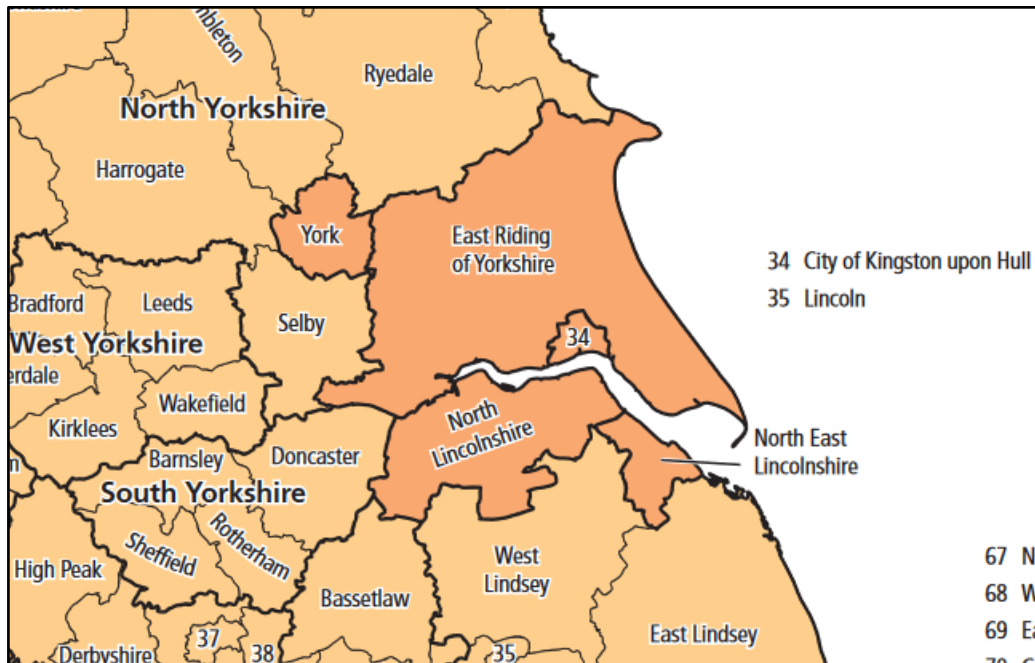 Ryedale
North Yorkshire
Harrogate
York
East Riding
of Yorkshire
34 City of Kingston upon Hull
35 Lincoln
Bradford
Leeds
Selby
34
West Yorkshire
Wakefield
Kirklees
North
Lincolnshire
North East
Lincolnshire
Barnsley
Doncaster
South Yorkshire
Sheffield
Rotherham
High Peak
Bassetlaw
West
Lindsey
67 N
68 W
69 Ea
East Lindsey
37
38
35
Derbyshire